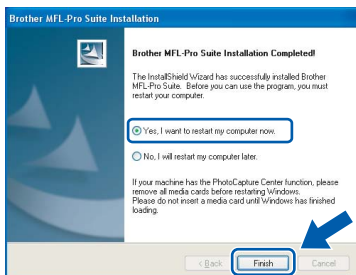 Brother MFL-Pro Suite Installation
Brother MFL-Pro Suite Installation Completed!
The InstallShield Wizard has successfully installed Brother
MFL-Pro Suite. Before you can use the program, you must
restart your computer.
Yes, I want to restart my computer now.
No, I will restart my computer later.
If your machine has the PhotoCapture Center function, please
remove all media cards before restarting Windows.
Please do not insert a media card until Windows has finished
loading.
< Back
Finish
Cancel